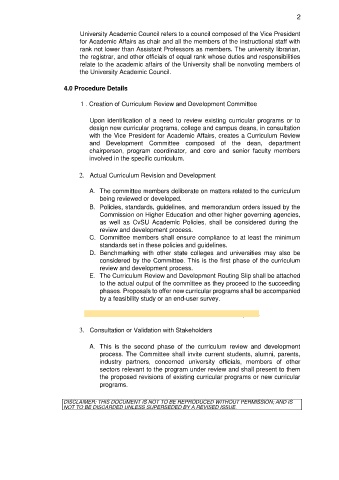 2
University Academic Council refers to a council composed of the Vice President
for Academic Affairs as chair and all the members of the instructional staff with
rank not lower than Assistant Professors as members. The university librarian,
the registrar, and other officials of equal rank whose duties and responsibilities
relate to the academic affairs of the University shall be nonvoting members of
the University Academic Council.
4.0 Procedure Details
1 . Creation of Curriculum Review and Development Committee
Upon identification of a need to review existing curricular programs or to
design new curricular programs, college and campus deans, in consultation
with the Vice President for Academic Affairs, creates a Curriculum Review
and Development Committee composed of the dean, department
chairperson, program coordinator, and core and senior faculty members
involved in the specific curriculum.
2. Actual Curriculum Revision and Development
A. The committee members deliberate on matters related to the curriculum
being reviewed or developed.
B. Policies, standards, guidelines, and memorandum orders issued by the
Commission on Higher Education and other higher governing agencies,
as well as CvSU Academic Policies, shall be considered during the
review and development process.
C. Committee members shall ensure compliance to at least the minimum
standards set in these policies and guidelines.
D. Benchmarking with other state colleges and universities may also be
considered by the Committee. This is the first phase of the curriculum
review and development process.
E. The Curriculum Review and Development Routing Slip shall be attached
to the actual output of the committee as they proceed to the succeeding
phases. Proposals to offer new curricular programs shall be accompanied
by a feasibility study or an end-user survey.
3. Consultation or Validation with Stakeholders
A. This is the second phase of the curriculum review and development
process. The Committee shall invite current students, alumni, parents,
industry partners, concerned university officials, members of other
sectors relevant to the program under review and shall present to them
the proposed revisions of existing curricular programs or new curricular
programs.
DISCLAIMER: THIS DOCUMENT IS NOT TO BE REPRODUCED WITHOUT PERMISSION, AND IS
NOT TO BE DISCARDED UNLESS SUPERSEDED BY A REVISED ISSUE